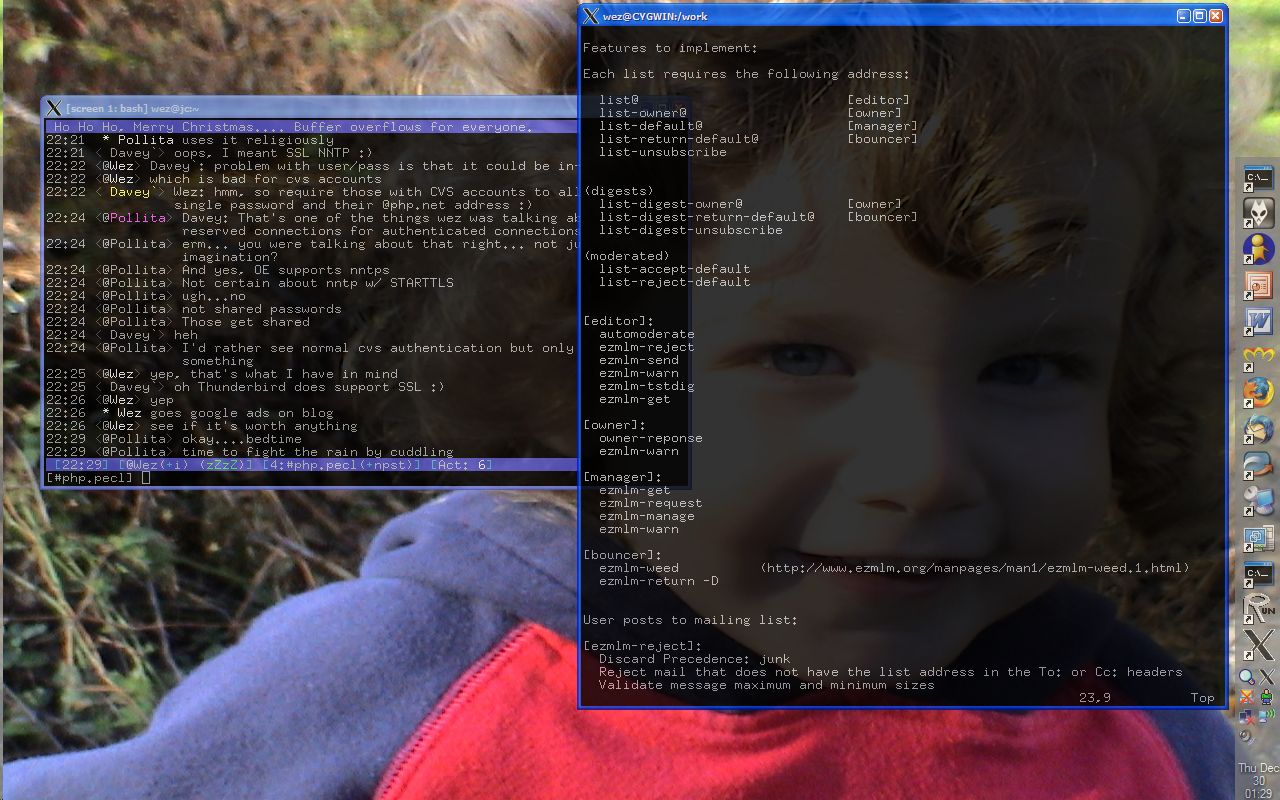 [screen 1: bash] wez@jc:~
Ho Ho Ho, Merry Christmas.... Buffer overflows for everyone.
22:21  * Pollita uses it religiously
22:21 < Davey`> oops, I meant SSL NNTP :)
22:22 <@Wez> Davey`: problem with user/pass is that it could be in-
22:22 <@Wez> which is bad for cvs accounts
22:22 < Davey`> Wez: hmm, so require those with CVS accounts to all
single password and their @php.net address :)
22:24 <@Pollita> Davey: That's one of the things wez was talking ab
reserved connections for authenticated connections
22:24 <@Pollita> erm... you were talking about that right... not ju
imagination?
22:24 <@Pollita> And yes, OE supports nntps
22:24 <@Pollita> Not certain about nntp w/ STARTTLS
22:24 <@Pollita> ugh...no
22:24 <@Pollita> not shared passwords
22:24 <@Pollita> Those get shared
22:24 < Davey`> heh
22:24 <@Pollita> I'd rather see normal cvs authentication but only
something
22:25 <@Wez> yep, that's what I have in mind
22:25 < Davey`> oh Thunderbird does support SSL :)
22:26 <@Wez> yep
22:26  * Wez goes google ads on blog
22:26 <@Wez> see if it's worth anything
22:29 <@Pollita> okay....bedtime
22:29 <@Pollita> time to fight the rain by cuddling
[22:29] [@Wez(+i) (zZzZ)] [4:#php.pecl(+npst)] [Act: 6]
[#php.pecl]
wez@CYGWIN:/work
Features to implement:
Each list requires the following address:
list@ [editor]
list-owner@ [owner]
list-default@ [manager]
list-return-default@ [bouncer]
list-unsubscribe
(digests)
list-digest-owner@ [owner]
list-digest-return-default@ [bouncer]
list-digest-unsubscribe
(moderated)
list-accept-default
list-reject-default
[editor]:
automoderate
ezmlm-reject
ezmlm-send
ezmlm-warn
ezmlm-tstdig
ezmlm-get
[owner]:
owner-reponse
ezmlm-warn
[manager]:
ezmlm-get
ezmlm-request
ezmlm-manage
ezmlm-warn
[bouncer]:
ezmlm-weed (http://www.ezmlm.org/manpages/man1/ezmlm-weed.1.html)
ezmlm-return -D
User posts to mailing list:
[ezmlm-reject]:
Discard Precedence: junk
Reject mail that does not have the list address in the To: or Cc: headers
Validate message maximum and minimum sizes
23,9 Top
C:\_
C:\_
RUN
Thu Dec
30
01:29